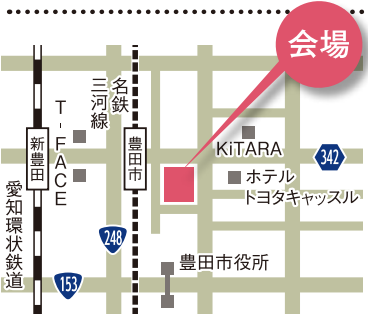 会場
名鉄
三河線
T-FACE
新豊田
豊田市
KiTARA
342
ホテル
トヨタキャッスル
愛知環状鉄道
248
豊田市役所
153